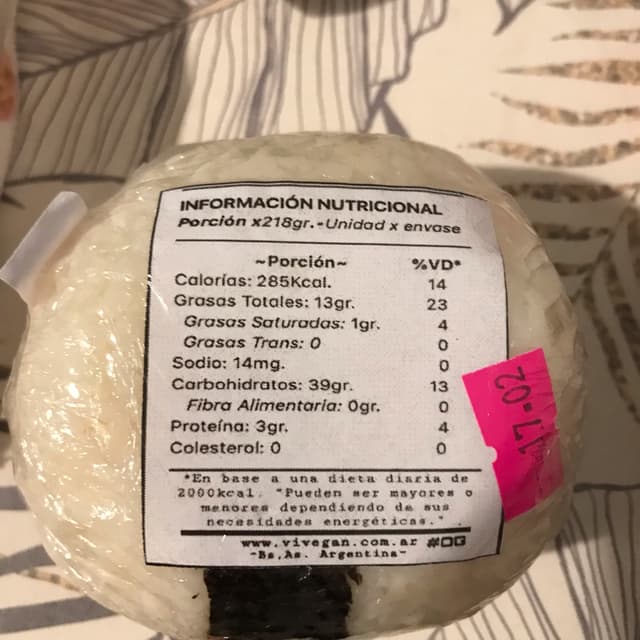 INFORMACIÓN NUTRICIONAL
Porción x218gr.-Unidad x envase
~Porción~ %VD*
Calorías: 285Kcal. 14
Grasas Totales: 13gr. 23
Grasas Saturadas: 1gr. 4
Grasas Trans: 0 0
Sodio: 14mg. 0
Carbohidratos: 39gr. 13
Fibra Alimentaria: 0gr. 0
Proteína: 3gr. 4
Colesterol: 0 0
*En base a una dieta diaria de
2000kcal. "Pueden ser mayores o
menores dependiendo de sus
necesidades energéticas."
www.vivegan.com.ar #OG
~Bs,As. Argentina~
17-02